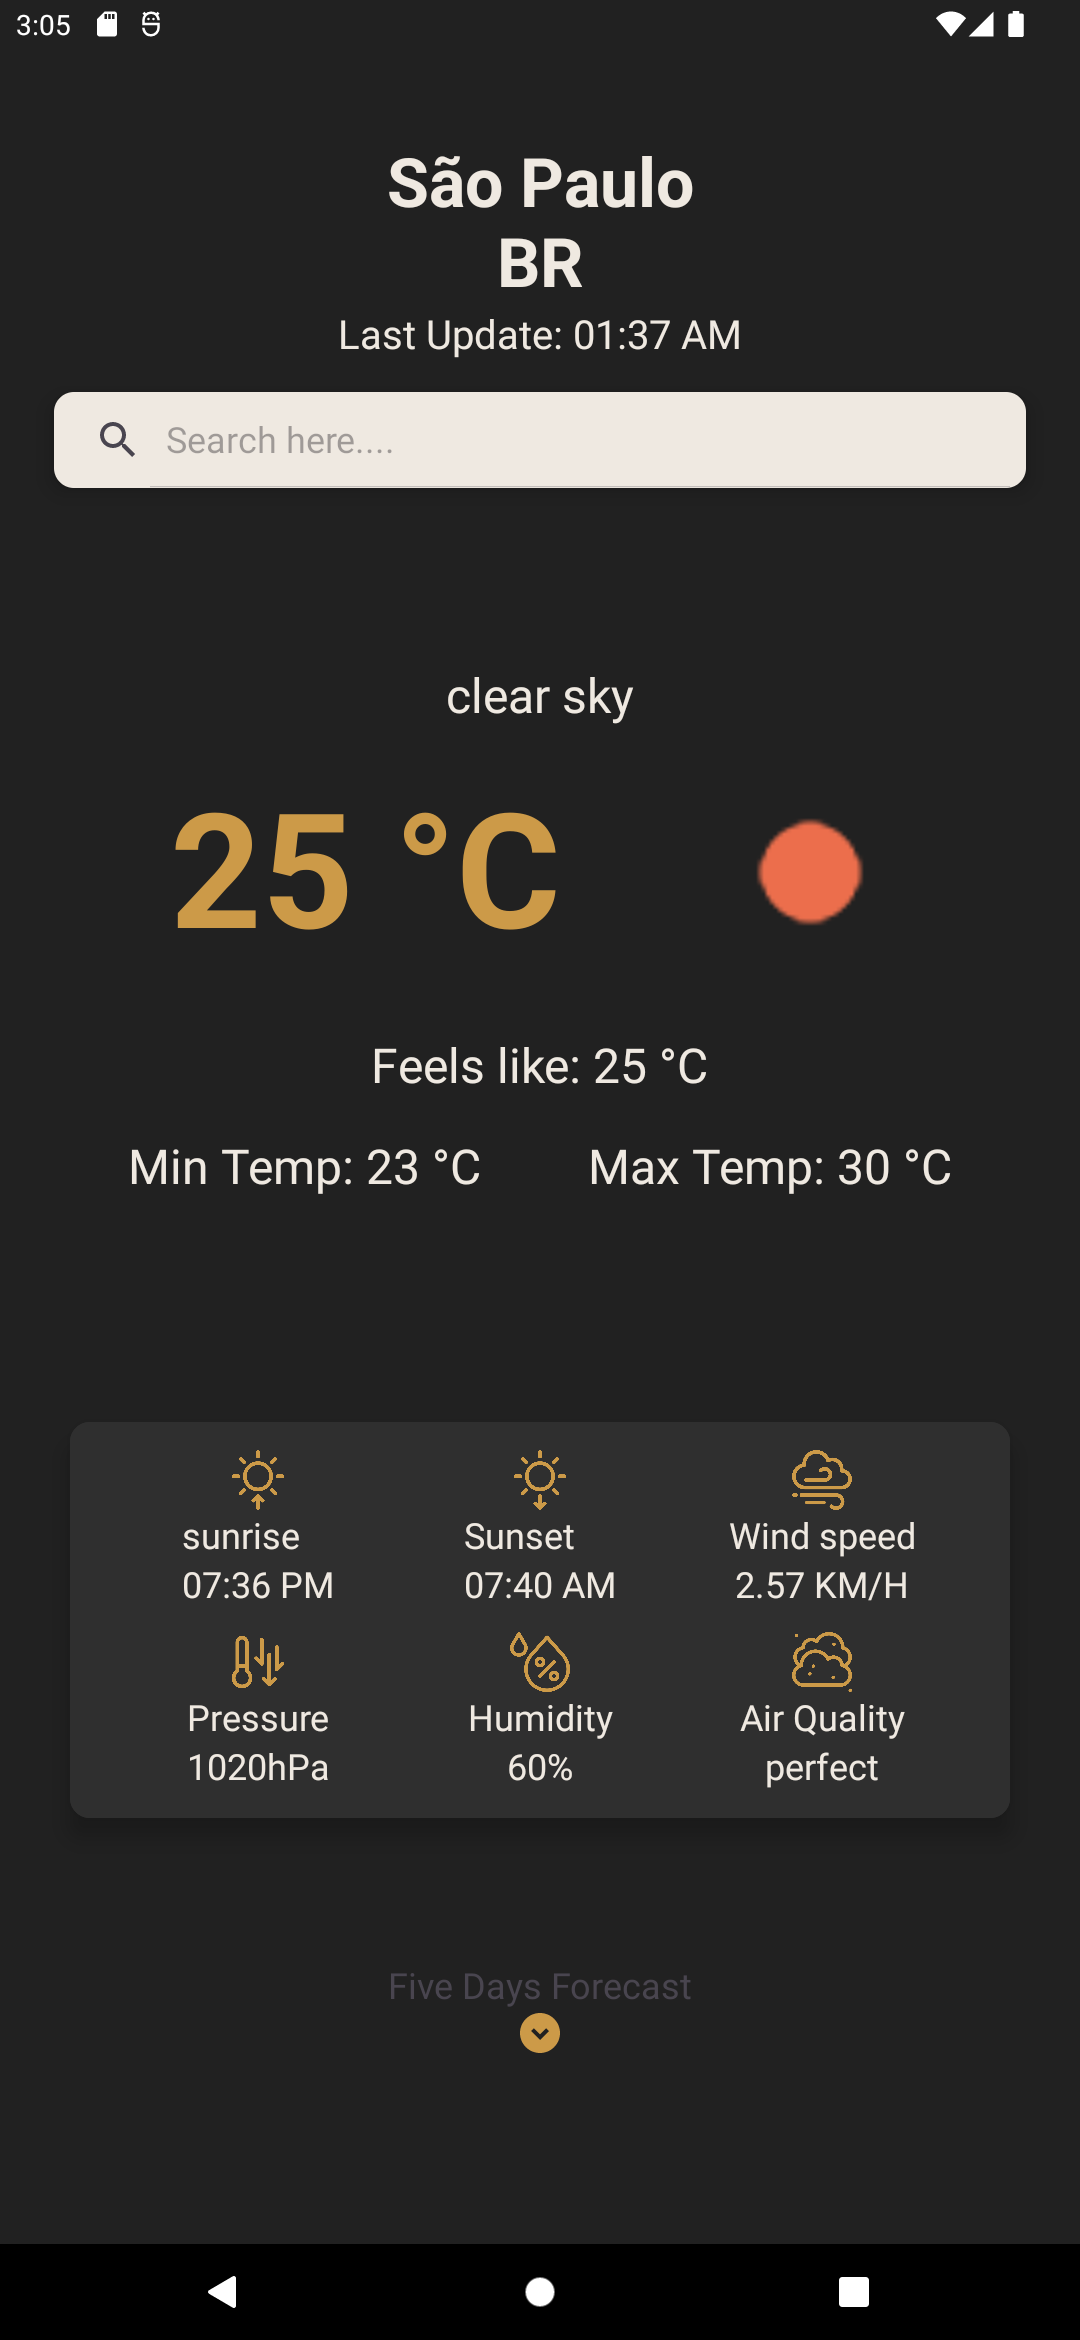 3:05
São Paulo
BR
Last Update: 01:37 AM
Search here....
clear sky
25 °C
Feels like: 25 °C
Min Temp: 23 °C Max Temp: 30 °C
sunrise Sunset Wind speed
07:36 PM 07:40 AM 2.57 KM/H
Pressure Humidity Air Quality
1020hPa 60% perfect
Five Days Forecast